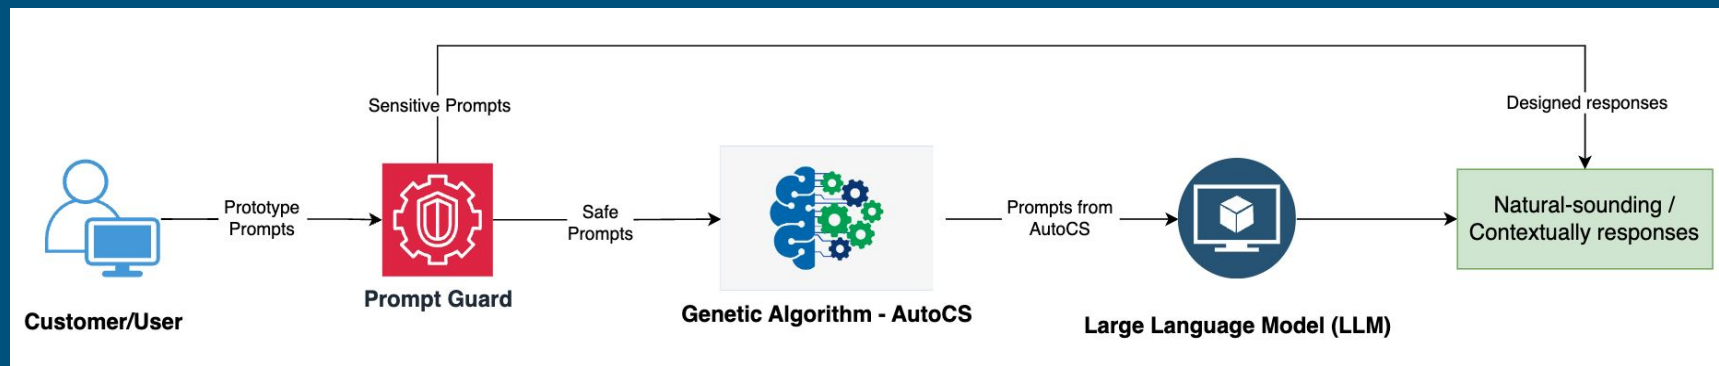 Sensitive Prompts
Designed responses
Prototype
Prompts
Safe
Prompts
Prompts from
AutoCS
Natural-sounding /
Contextually responses
Prompt Guard
Customer/User
Genetic Algorithm - AutoCS
Large Language Model (LLM)